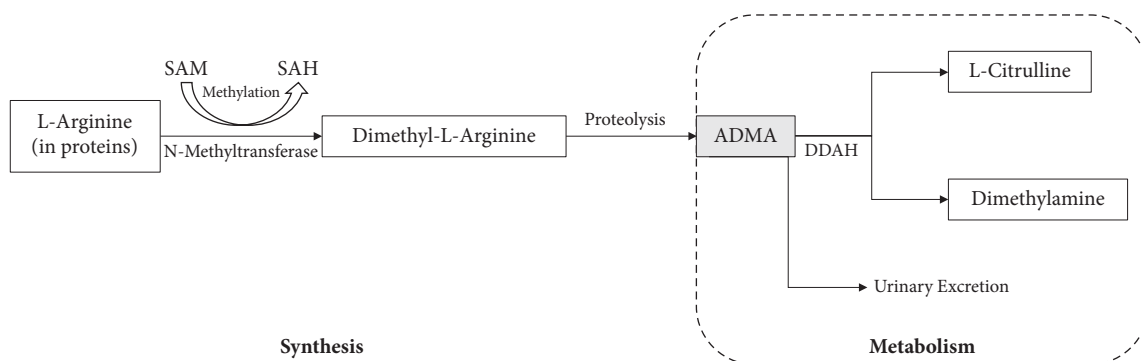 SAM
SAH
Methylation
L-Arginine
(in proteins)
N-Methyltransferase
Dimethyl-L-Arginine
Proteolysis
ADMA
DDAH
L-Citrulline
Dimethylamine
Urinary Excretion
Synthesis
Metabolism